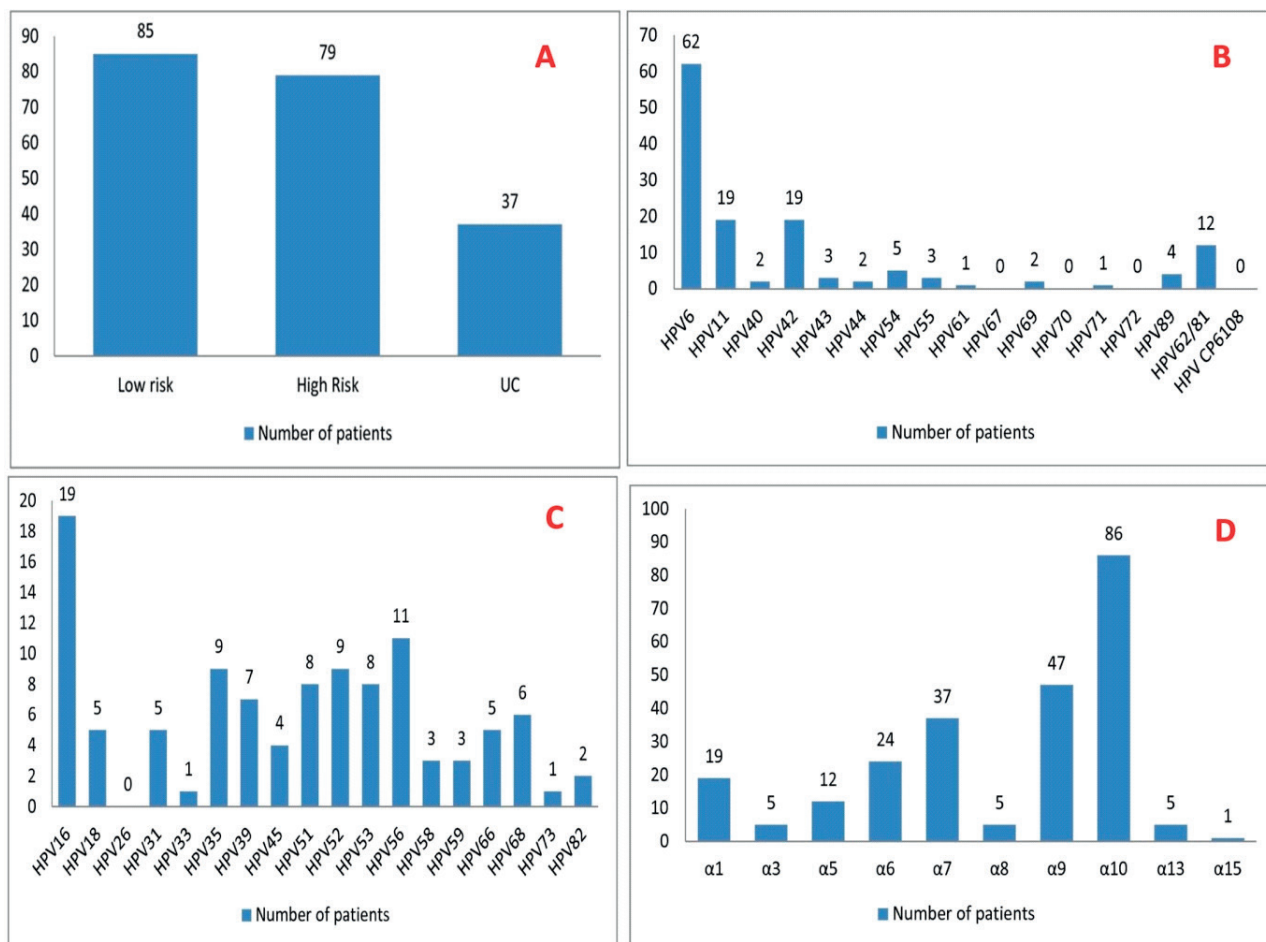 A
90
80
70
60
50
40
30
20
10
0
85
79
37
Low risk High Risk UC
Number of patients
B
70
60
50
40
30
20
10
0
62
19
2
19
3
2
5
3
1
0
2
0
1
0
4
12
0
HPV6
HPV11
HPV40
HPV42
HPV43
HPV44
HPV54
HPV55
HPV61
HPV67
HPV69
HPV70
HPV71
HPV72
HPV89
HPV62/81
HPV CP6108
Number of patients
C
20
18
16
14
12
10
8
6
4
2
0
19
5
0
5
1
9
7
4
8
9
8
11
3
3
5
6
1
2
HPV16
HPV18
HPV26
HPV31
HPV33
HPV35
HPV39
HPV45
HPV51
HPV52
HPV53
HPV56
HPV58
HPV59
HPV66
HPV68
HPV73
HPV82
Number of patients
D
100
90
80
70
60
50
40
30
20
10
0
19
5
12
24
37
5
47
86
5
1
α1 α3 α5 α6 α7 α8 α9 α10 α13 α15
Number of patients